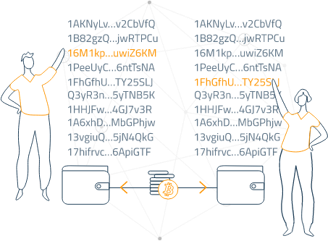 1AKNyLv...v2CbVfQ
1B82gzQ...jwRTPCu
16M1kp...uwiZ6KM
1PeeUyC...6ntTsNA
1FhGfhU...TY25SLJ
Q3yR3n...5yTNB5K
1HHJFw...4GJ7v3R
1A6xhD...MbGPhjw
13vgiuQ...5jN4QkG
17hifrvc...6ApiGTF
1AKNyLv...v2CbVfQ
1B82gzQ...jwRTPCu
16M1kp...uwiZ6KM
1PeeUyC...6ntTsNA
1FhGfhU...TY25S
Q3yR3n...5yTNB5K
1HHJFw...4GJ7v3R
1A6xhD...MbGPhjw
13vgiuQ...5jN4QkG
17hifrvc...6ApiGTF